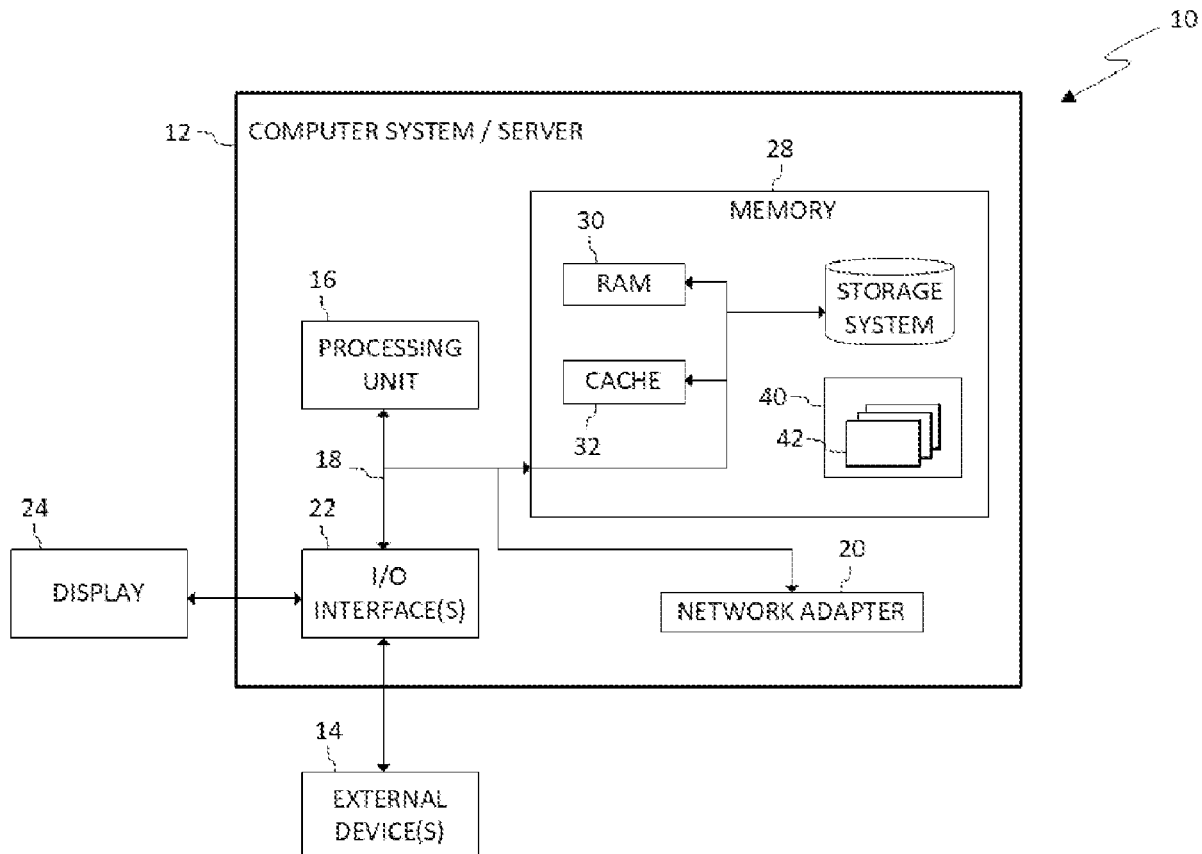 10
12
COMPUTER SYSTEM / SERVER
28
MEMORY
30
RAM
STORAGE
SYSTEM
16
PROCESSING
UNIT
CACHE
32
40
42
18
22
24
I/O
INTERFACE(S)
DISPLAY
20
NETWORK ADAPTER
14
EXTERNAL
DEVICE(S)